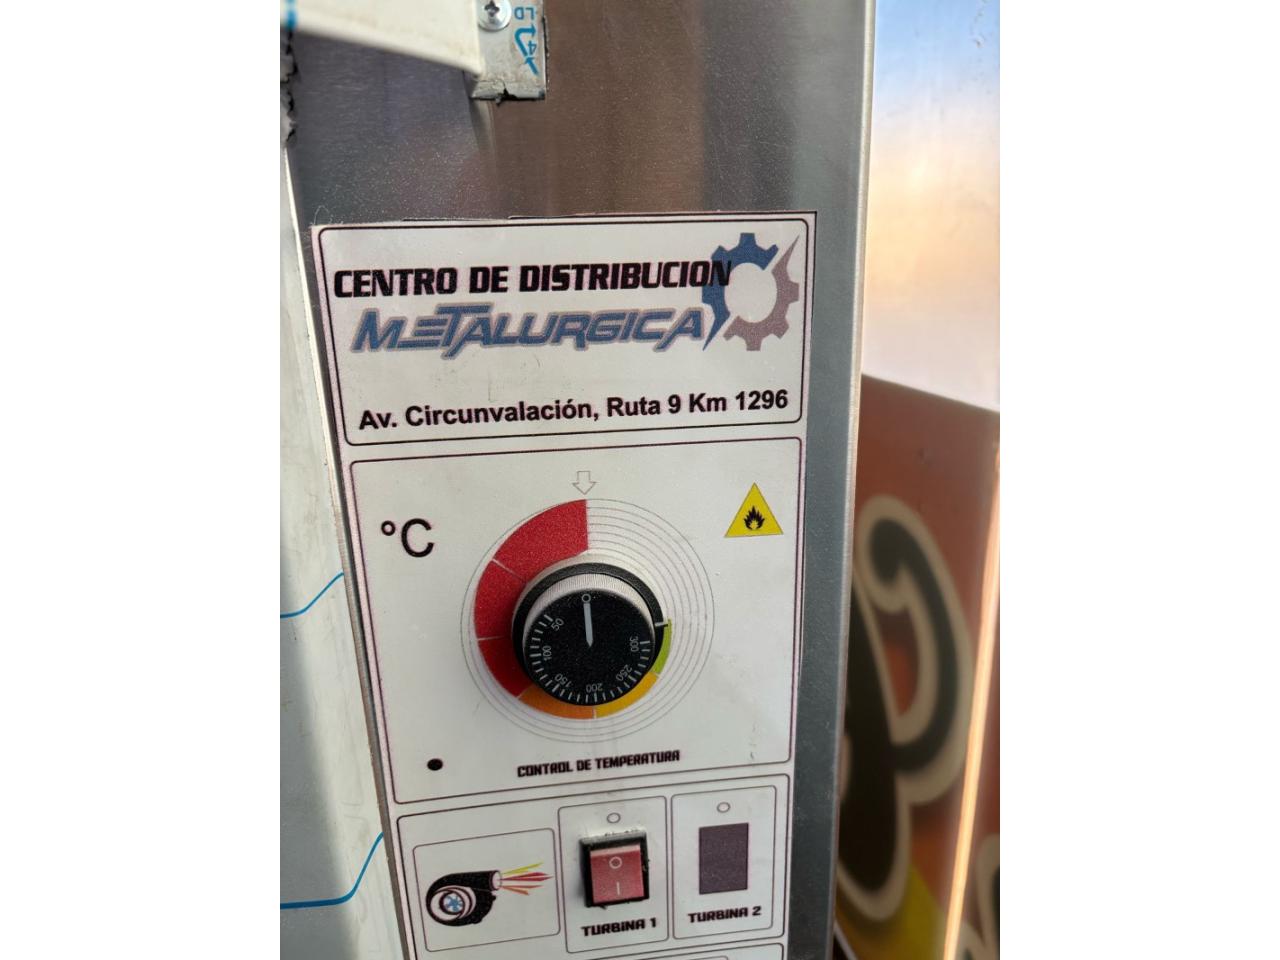 CENTRO DE DISTRIBUCION
METALURGICA
Av. Circunvalación, Ruta 9 Km 1296
°C
0
50
100
150
200
250
300
CONTROL DE TEMPERATURA
TURBINA 1
TURBINA 2